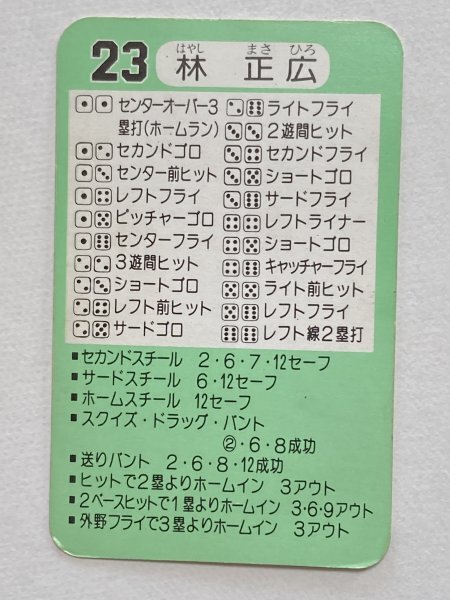 はやし まさ ひろ
23 林 正広
センターオーバー3
塁打(ホームラン)
セカンドゴロ
センター前ヒット
レフトフライ
ピッチャーゴロ
センターフライ
3遊間ヒット
ショートゴロ
レフト前ヒット
サードゴロ
ライトフライ
2遊間ヒット
セカンドフライ
ショートゴロ
サードフライ
レフトライナー
ショートゴロ
キャッチャーフライ
ライト前ヒット
レフトフライ
レフト線2塁打
▪セカンドスチール 2・6・7・12セーフ
▪サードスチール 6・12セーフ
▪ホームスチール 12セーフ
▪スクイズ・ドラッグ・バント
②・6・8成功
▪送りバント 2・6・8・12成功
▪ヒットで2塁よりホームイン 3アウト
▪2ベースヒットで1塁よりホームイン 3・6・9アウト
▪外野フライで3塁よりホームイン 3アウト